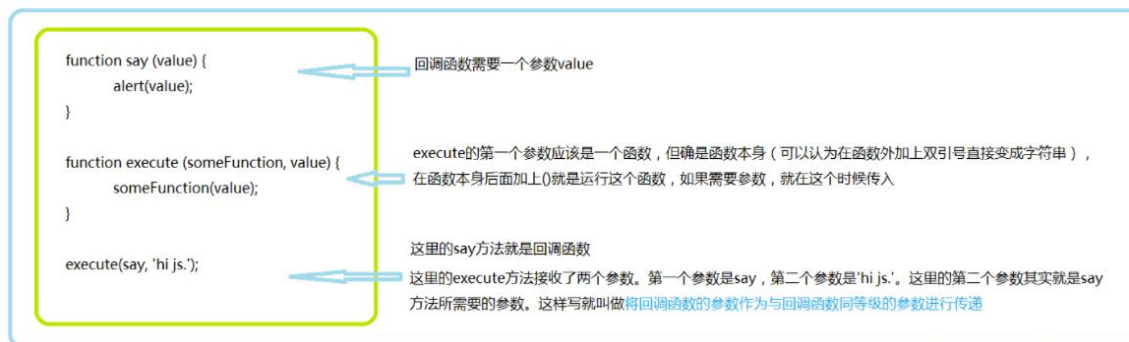 function say (value) {
alert(value);
}
回调函数需要一个参数value
function execute (someFunction, value) {
someFunction(value);
}
execute的第一个参数应该是一个函数，但确是函数本身（可以认为在函数外加上双引号直接变成字符串），
在函数本身后面加上()就是运行这个函数，如果需要参数，就在这个时候传入
execute(say, 'hi js.');
这里的say方法就是回调函数
这里的execute方法接收了两个参数。第一个参数是say，第二个参数是'hi js.'。这里的第二个参数其实就是say
方法所需要的参数。这样写就叫做将回调函数的参数作为与回调函数同等级的参数进行传递